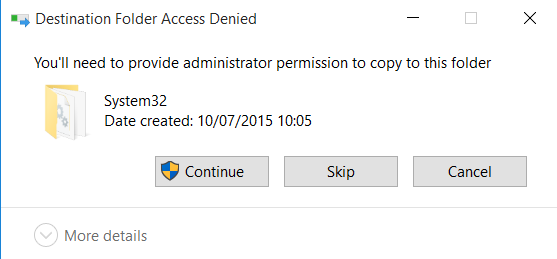 Destination Folder Access Denied
You'll need to provide administrator permission to copy to this folder
System32
Date created: 10/07/2015 10:05
Continue
Skip
Cancel
More details